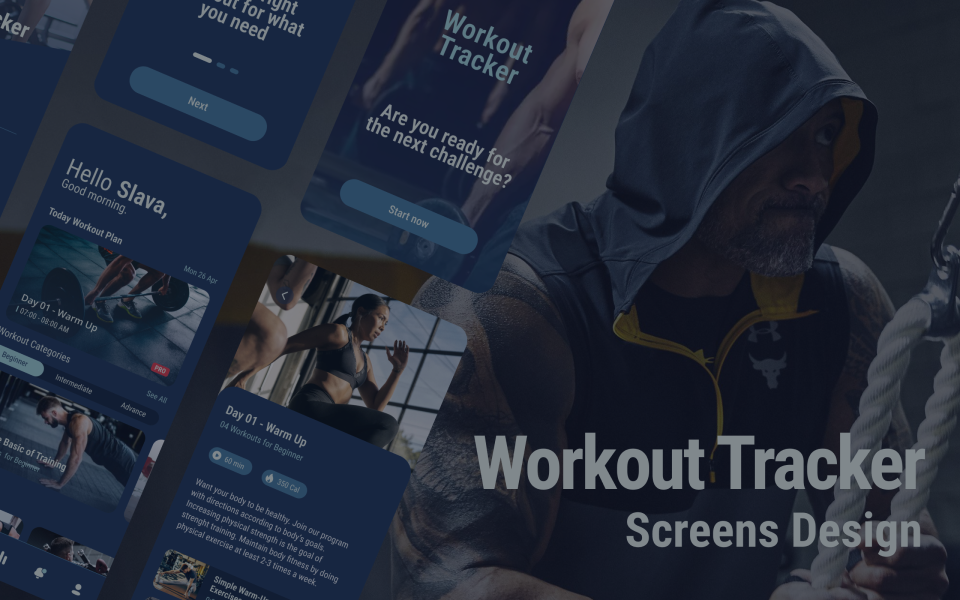 cker
ght
out for what
you need
Next
Workout
Tracker
Are you ready for
the next challenge?
Start now
Hello Slava,
Good morning.
Today Workout Plan
Mon 26 Apr
Day 01 - Warm Up
07:00 - 08:00 AM
PRO
Workout Categories
See All
Beginner
Intermediate
Advance
Basic of Training
for Beginner
Day 01 - Warm Up
04 Workouts for Beginner
60 min
350 Cal
Want your body to be healthy. Join our program
with directions according to body's goals.
Increasing physical strength is the goal of
strenght training. Maintain body fitness by doing
physical exercise at least 2-3 times a week.
Simple Warm-Up
Exercises
Workout Tracker
Screens Design